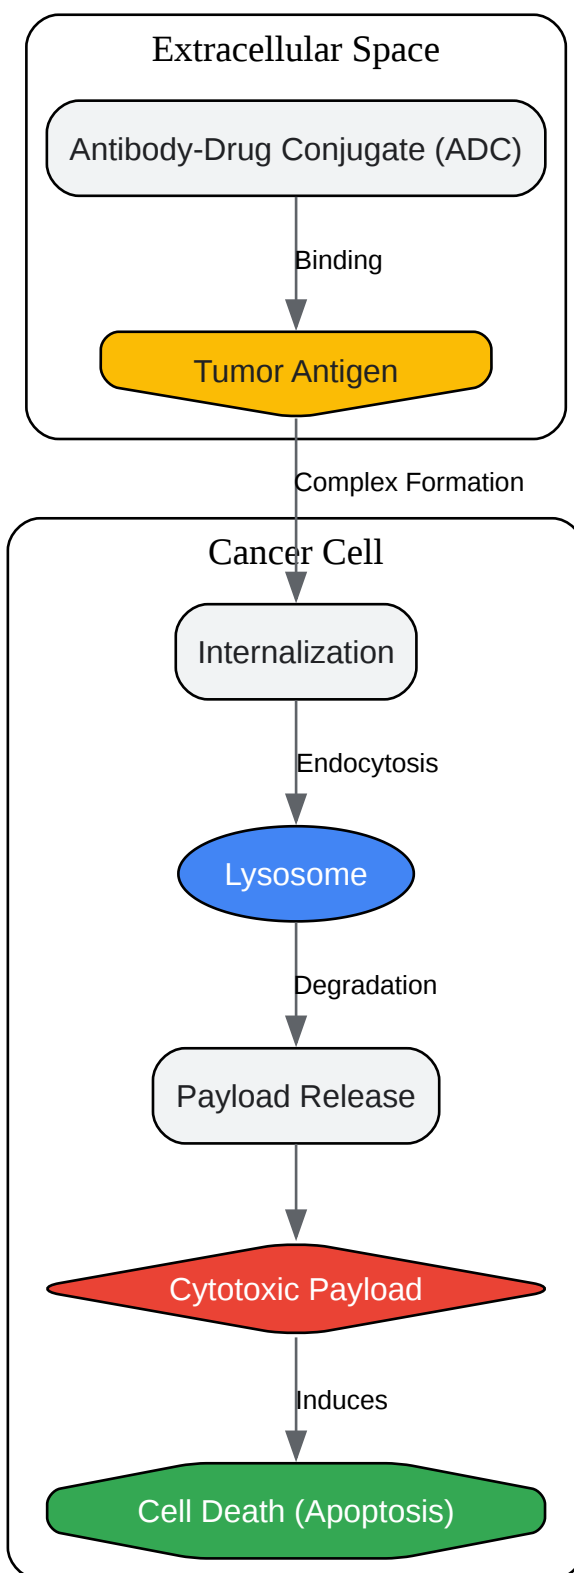 Extracellular Space
Antibody-Drug Conjugate (ADC)
Binding
Tumor Antigen
Complex Formation
Cancer Cell
Internalization
Endocytosis
Lysosome
Degradation
Payload Release
Cytotoxic Payload
Induces
Cell Death (Apoptosis)